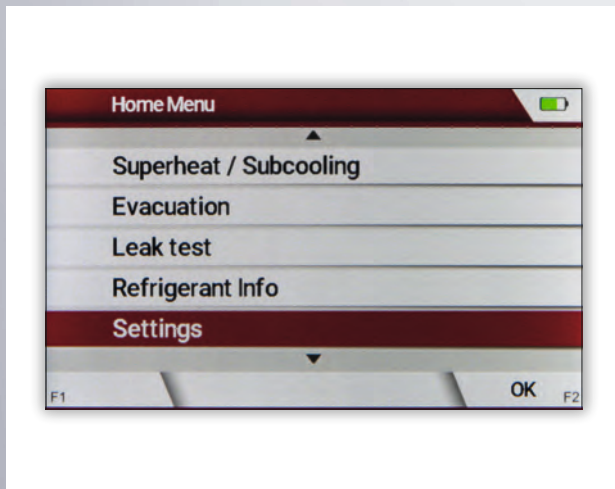 Home Menu
Superheat / Subcooling
Evacuation
Leak test
Refrigerant Info
Settings
F1
OK
F2